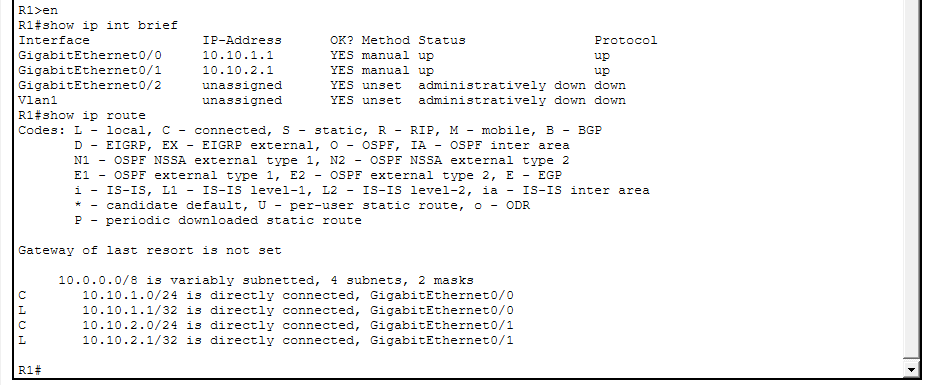 R1>en
R1#show ip int brief
Interface IP-Address OK? Method Status Protocol
GigabitEthernet0/0 10.10.1.1 YES manual up up
GigabitEthernet0/1 10.10.2.1 YES manual up up
GigabitEthernet0/2 unassigned YES unset administratively down down
Vlan1 unassigned YES unset administratively down down
R1#show ip route
Codes: L - local, C - connected, S - static, R - RIP, M - mobile, B - BGP
D - EIGRP, EX - EIGRP external, O - OSPF, IA - OSPF inter area
N1 - OSPF NSSA external type 1, N2 - OSPF NSSA external type 2
E1 - OSPF external type 1, E2 - OSPF external type 2, E - EGP
i - IS-IS, L1 - IS-IS level-1, L2 - IS-IS level-2, ia - IS-IS inter area
* - candidate default, U - per-user static route, o - ODR
P - periodic downloaded static route
Gateway of last resort is not set
10.0.0.0/8 is variably subnetted, 4 subnets, 2 masks
C 10.10.1.0/24 is directly connected, GigabitEthernet0/0
L 10.10.1.1/32 is directly connected, GigabitEthernet0/0
C 10.10.2.0/24 is directly connected, GigabitEthernet0/1
L 10.10.2.1/32 is directly connected, GigabitEthernet0/1
R1#